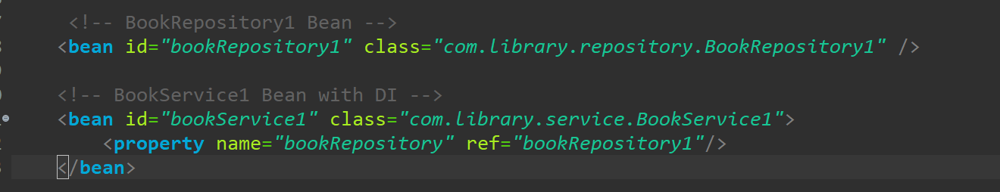 <!-- BookRepository1 Bean -->
<bean id="bookRepository1" class="com.library.repository.BookRepository1" />
<!-- BookService1 Bean with DI -->
<bean id="bookService1" class="com.library.service.BookService1">
<property name="bookRepository" ref="bookRepository1"/>
</bean>